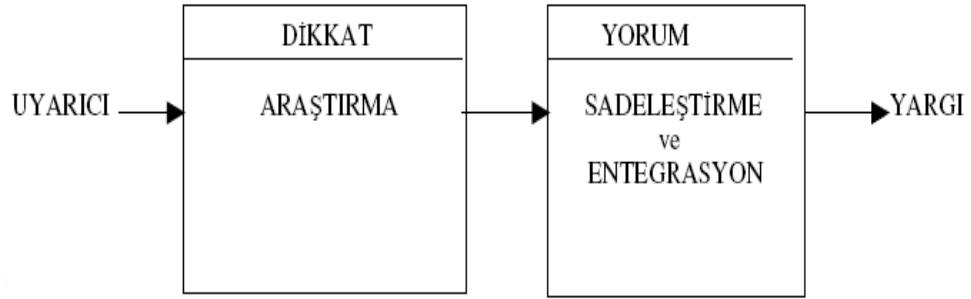 DİKKAT
YORUM
UYARICI
ARAŞTIRMA
SADELEŞTİRME
ve
ENTEGRASYON
YARGI